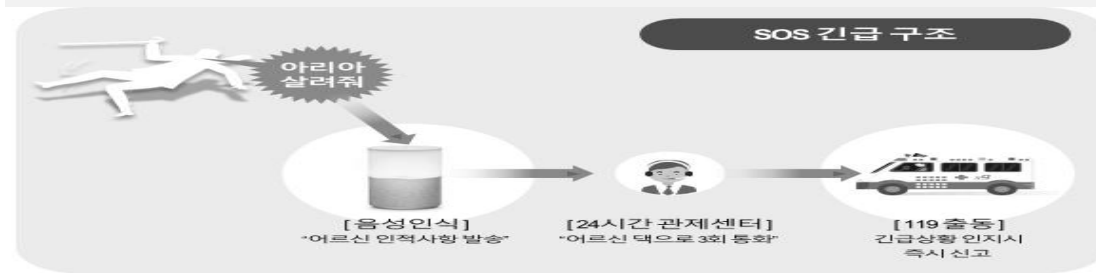 SOS 긴급 구조
아리아
살려줘
[음성인식]
"어르신 인적사항 발송"
[24시간 관제센터]
"어르신 댁으로 3회 통화"
[119 출동]
긴급상황 인지시
즉시 신고